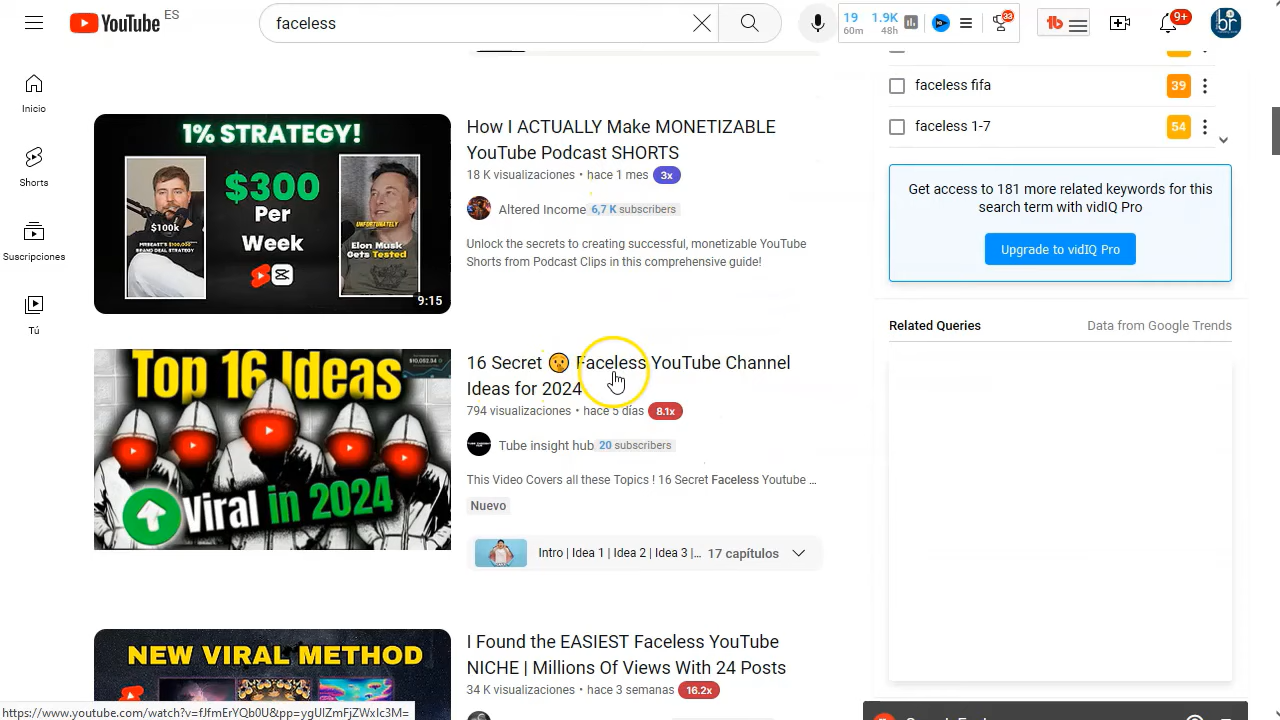 YouTube ES
faceless
19 60m 1.9K 48h
33
tb
9+
br
Inicio
Shorts
Suscripciones
Tú
1% STRATEGY!
$300
Per
Week
$100k
MRBEAST'S $100,000
BRAND DEAL STRATEGY
UNFORTUNATELY
Elon Musk
Gets Tested
9:15
How I ACTUALLY Make MONETIZABLE
YouTube Podcast SHORTS
18 K visualizaciones • hace 1 mes 3x
Altered Income 6,7 K subscribers
Unlock the secrets to creating successful, monetizable YouTube
Shorts from Podcast Clips in this comprehensive guide!
Top 16 Ideas
Viral in 2024
16 Secret 🤫 Faceless YouTube Channel
Ideas for 2024
794 visualizaciones • hace 5 días 8.1x
Tube insight hub 20 subscribers
This Video Covers all these Topics ! 16 Secret Faceless Youtube ...
Nuevo
Intro | Idea 1 | Idea 2 | Idea 3 |... 17 capítulos
NEW VIRAL METHOD
I Found the EASIEST Faceless YouTube
NICHE | Millions Of Views With 24 Posts
34 K visualizaciones • hace 3 semanas 16.2x
faceless fifa 39
faceless 1-7 54
Get access to 181 more related keywords for this
search term with vidIQ Pro
Upgrade to vidIQ Pro
Related Queries Data from Google Trends
https://www.youtube.com/watch?v=fJfmErYQb0U&pp=ygUIZmFjZWxlc3M=